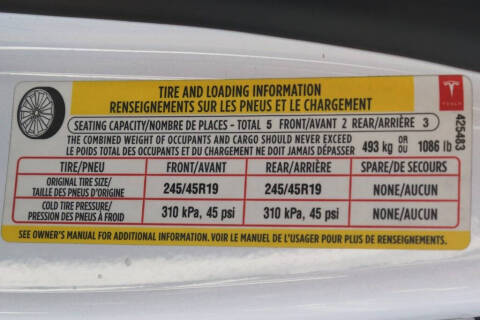 TIRE AND LOADING INFORMATION
RENSEIGNEMENTS SUR LES PNEUS ET LE CHARGEMENT
TESLA
SEATING CAPACITY/NOMBRE DE PLACES - TOTAL 5 FRONT/AVANT 2 REAR/ARRIÈRE 3
THE COMBINED WEIGHT OF OCCUPANTS AND CARGO SHOULD NEVER EXCEED
LE POIDS TOTAL DES OCCUPANTS ET DU CHARGEMENT NE DOIT JAMAIS DÉPASSER 493 kg OR OU 1086 lb
425483
TIRE/PNEU FRONT/AVANT REAR/ARRIÈRE SPARE/DE SECOURS
ORIGINAL TIRE SIZE/
TAILLE DES PNEUS D'ORIGINE 245/45R19 245/45R19 NONE/AUCUN
COLD TIRE PRESSURE/
PRESSION DES PNEUS À FROID 310 kPa, 45 psi 310 kPa, 45 psi NONE/AUCUN
SEE OWNER'S MANUAL FOR ADDITIONAL INFORMATION. VOIR LE MANUEL DE L'USAGER POUR PLUS DE RENSEIGNEMENTS.